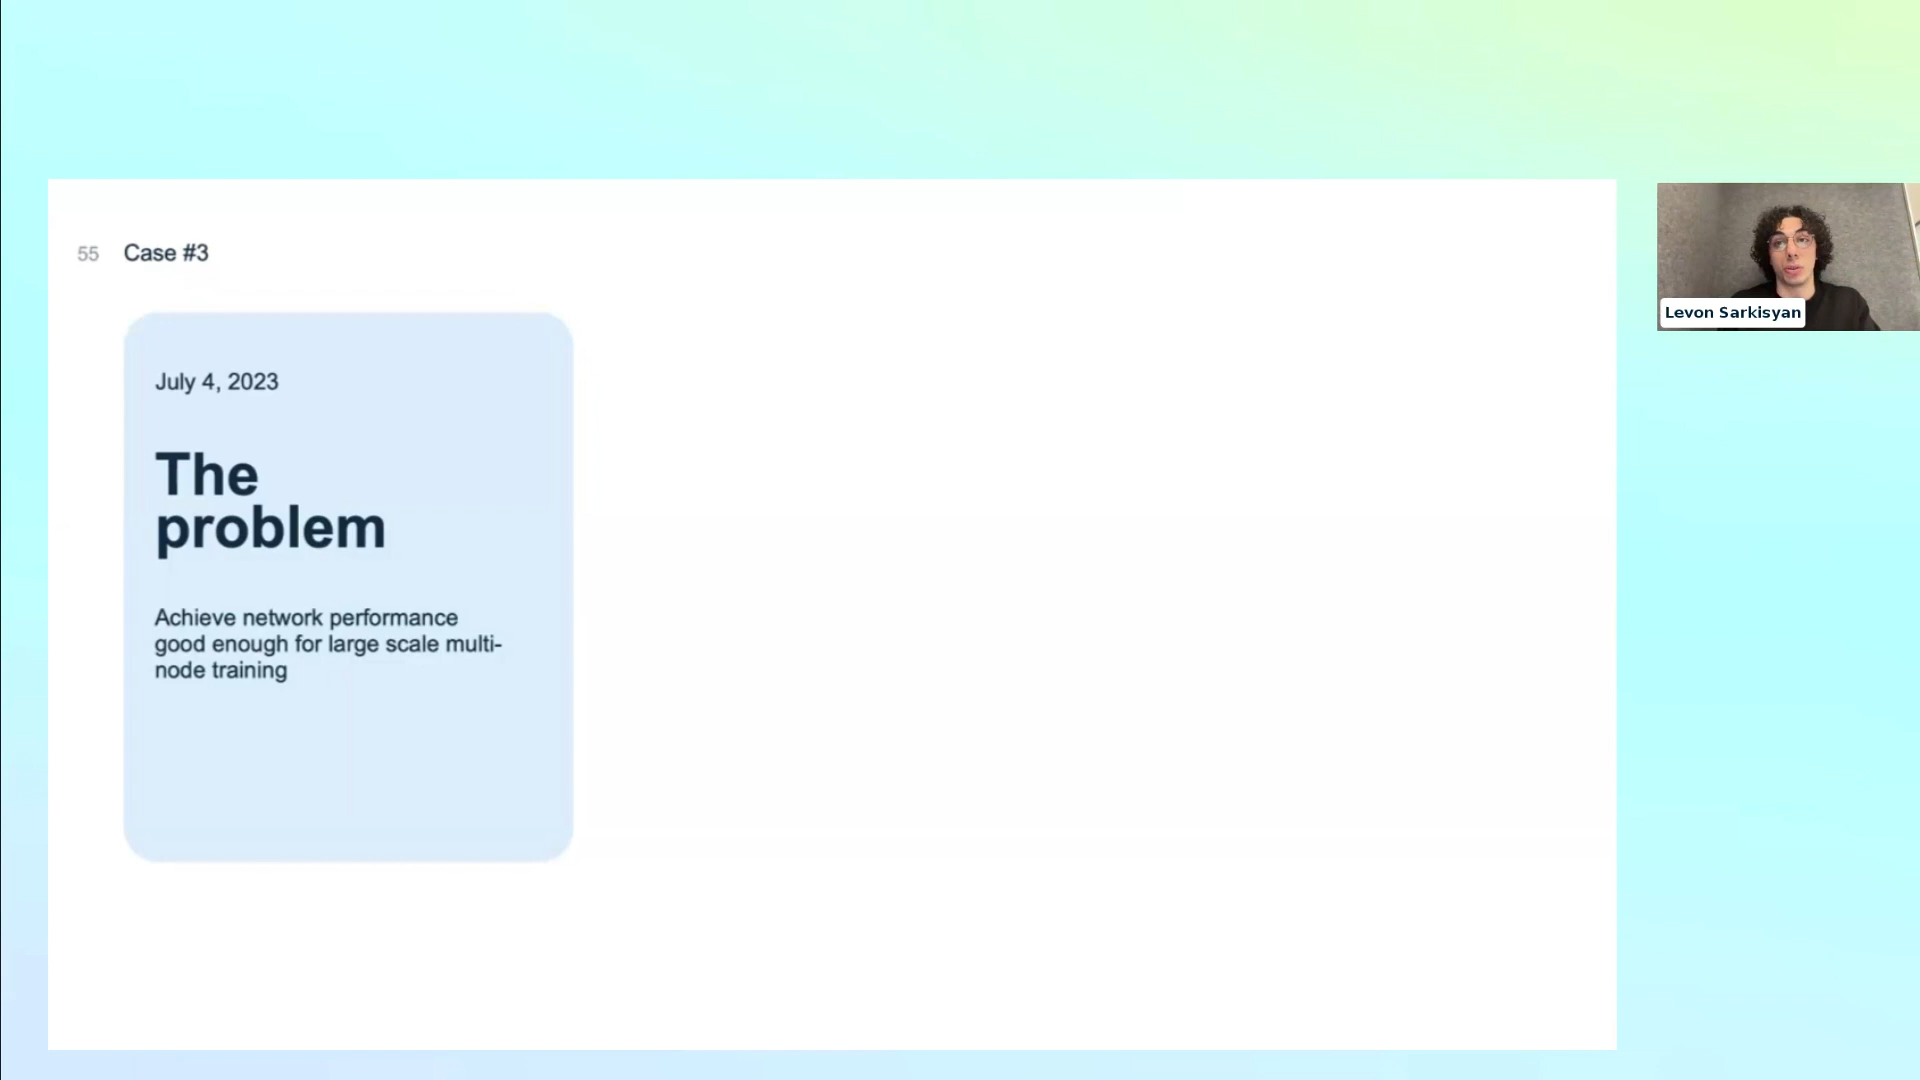 55 Case #3
July 4, 2023
The
problem
Achieve network performance
good enough for large scale multi-
node training
Levon Sarkisyan